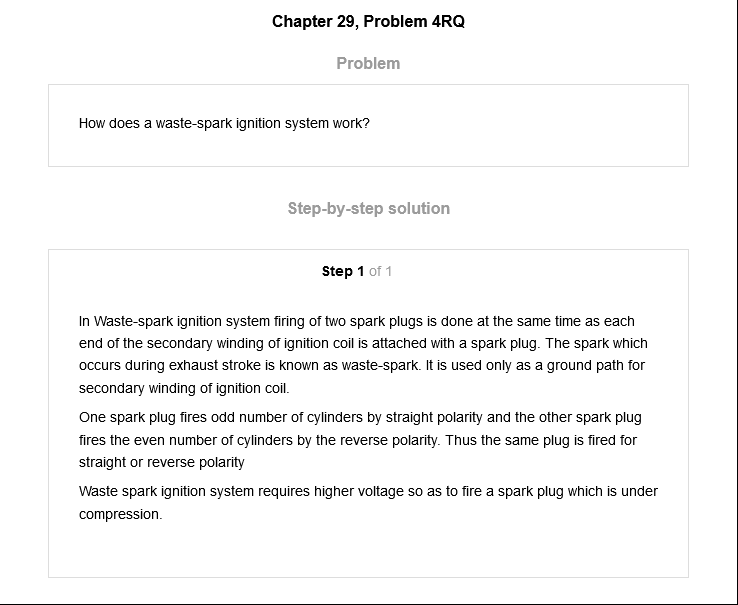 Chapter 29, Problem 4RQ
Problem
How does a waste-spark ignition system work?
Step-by-step solution
Step 1 of 1
In Waste-spark ignition system firing of two spark plugs is done at the same time as each
end of the secondary winding of ignition coil is attached with a spark plug. The spark which
occurs during exhaust stroke is known as waste-spark. It is used only as a ground path for
secondary winding of ignition coil.
One spark plug fires odd number of cylinders by straight polarity and the other spark plug
fires the even number of cylinders by the reverse polarity. Thus the same plug is fired for
straight or reverse polarity
Waste spark ignition system requires higher voltage so as to fire a spark plug which is under
compression.